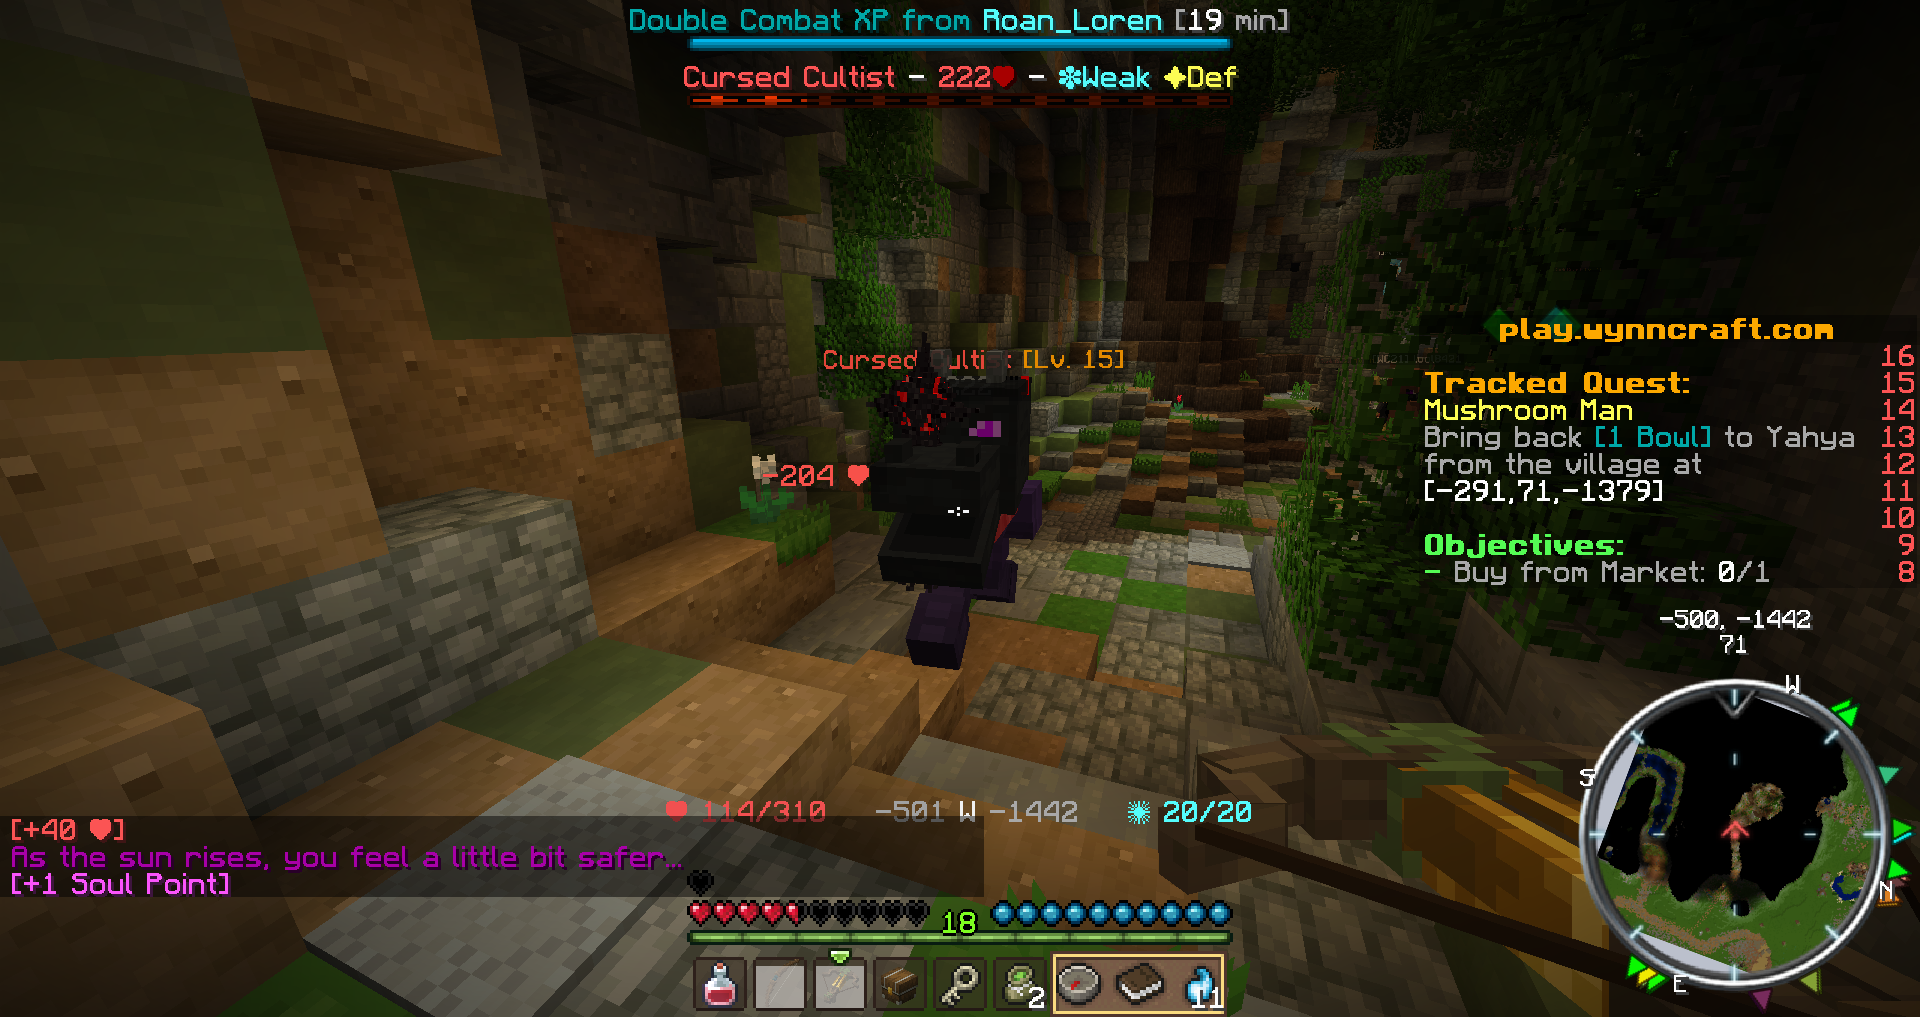 Double Combat XP from Roan_Loren [19 min]
Cursed Cultist - 222❤ - ❄Weak ✦Def
Cursed Culti [Lv. 15]
-204 ❤
play.wynncraft.com
16
Tracked Quest: 15
Mushroom Man 14
Bring back [1 Bowl] to Yahya 13
from the village at 12
[-291,71,-1379] 11
10
Objectives: 9
- Buy from Market: 0/1 8
-500, -1442
71
W
S
N
E
❤ 114/310 -501 W -1442 20/20
[+40 ❤]
As the sun rises, you feel a little bit safer...
[+1 Soul Point]
18
2
11